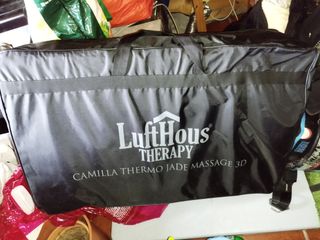 LuftHous
THERAPY
CAMILLA THERMO JADE MASSAGE 3D